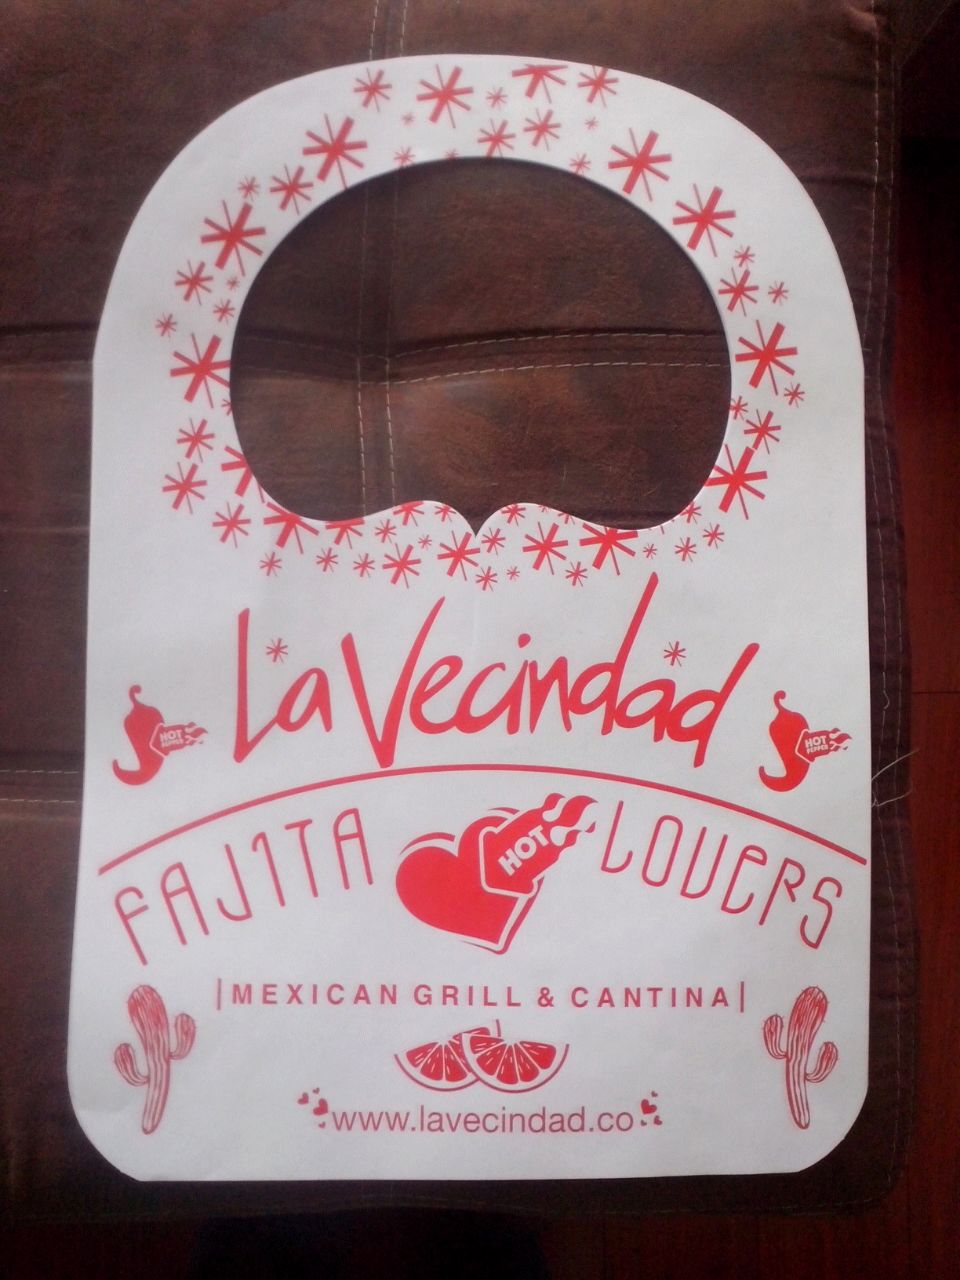 La Vecindad
HOT PEPPER
HOT PEPPER
FAJITA HOT LOVERS
|MEXICAN GRILL & CANTINA|
www.lavecindad.co